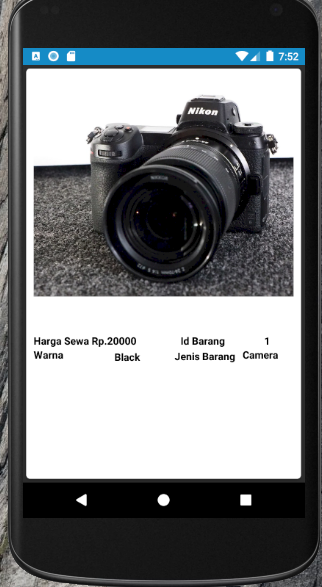 7:52
Nikon
Harga Sewa Rp.20000 Id Barang 1
Warna Black Jenis Barang Camera